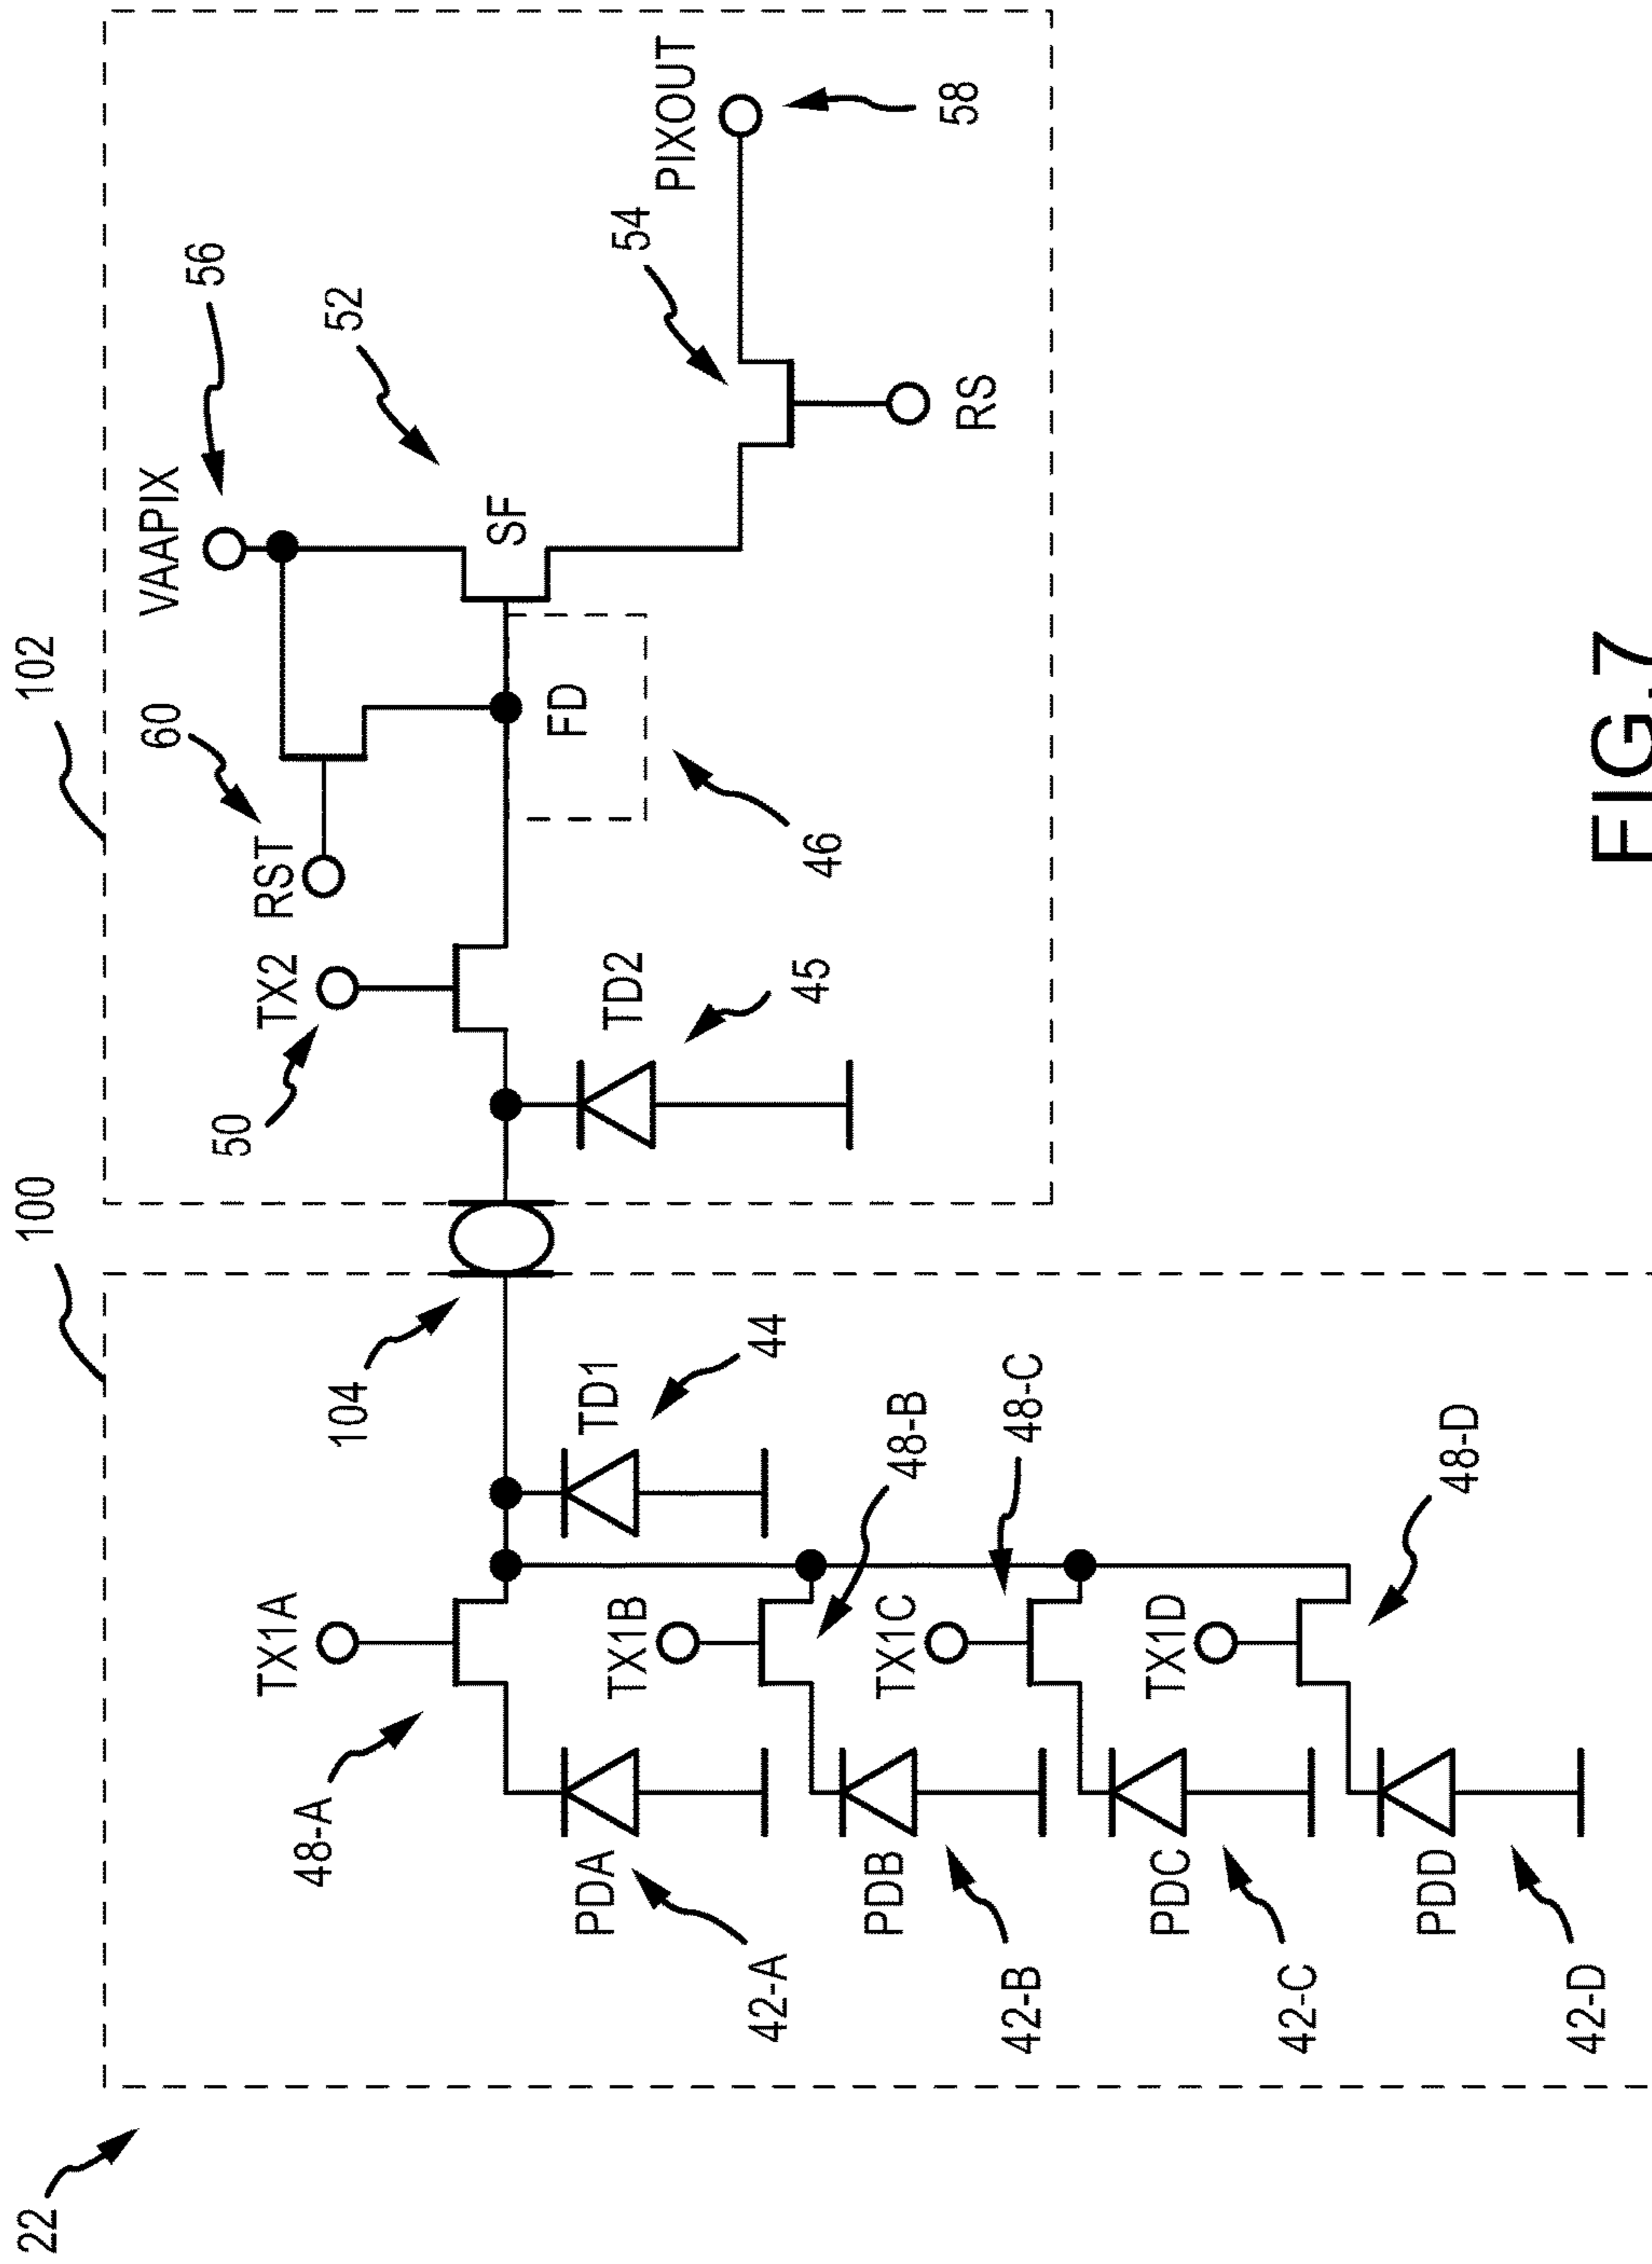 22
100
102
104
TX1A
48-A
PDA
42-A
TD1
44
TX1B
48-B
PDB
42-B
TX1C
48-C
PDC
42-C
TX1D
48-D
PDD
42-D
50
TX2
TD2
45
RST
60
FD
46
VAAPIX
56
SF
52
54
RS
PIXOUT
58
FIG.7